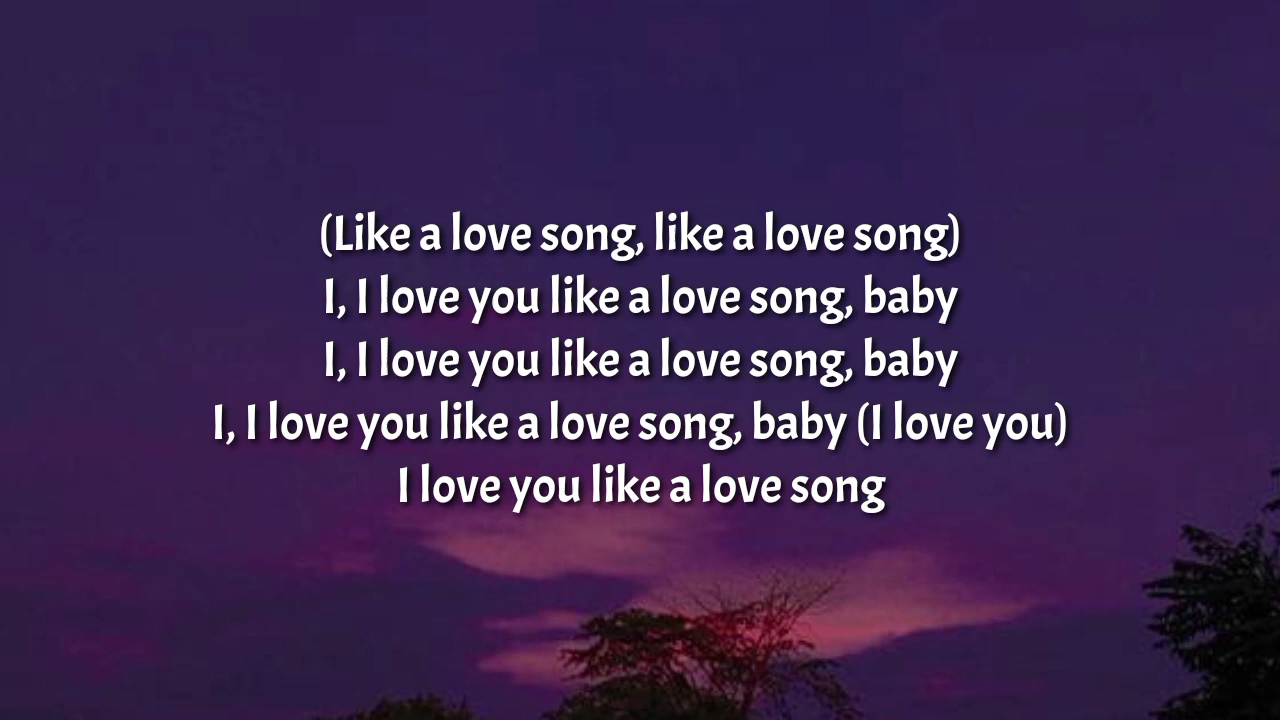 (Like a love song, like a love song)
I, I love you like a love song, baby
I, I love you like a love song, baby
I, I love you like a love song, baby (I love you)
I love you like a love song